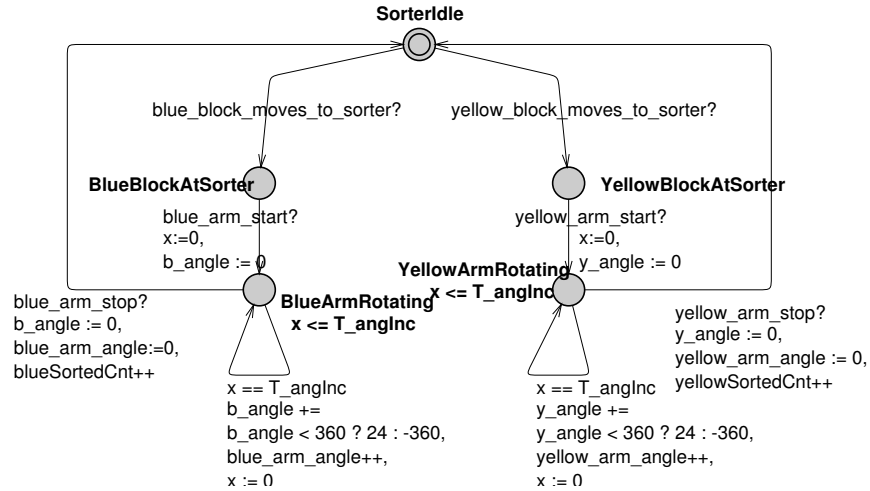 SorterIdle
blue_block_moves_to_sorter?
yellow_block_moves_to_sorter?
BlueBlockAtSorter
YellowBlockAtSorter
blue_arm_start?
x:=0,
b_angle := 0
yellow_arm_start?
x:=0,
y_angle := 0
BlueArmRotating
x <= T_angInc
YellowArmRotating
x <= T_angInc
blue_arm_stop?
b_angle := 0,
blue_arm_angle:=0,
blueSortedCnt++
yellow_arm_stop?
y_angle := 0,
yellow_arm_angle := 0,
yellowSortedCnt++
x == T_angInc
b_angle +=
b_angle < 360 ? 24 : -360,
blue_arm_angle++,
x := 0
x == T_angInc
y_angle +=
y_angle < 360 ? 24 : -360,
yellow_arm_angle++,
x := 0